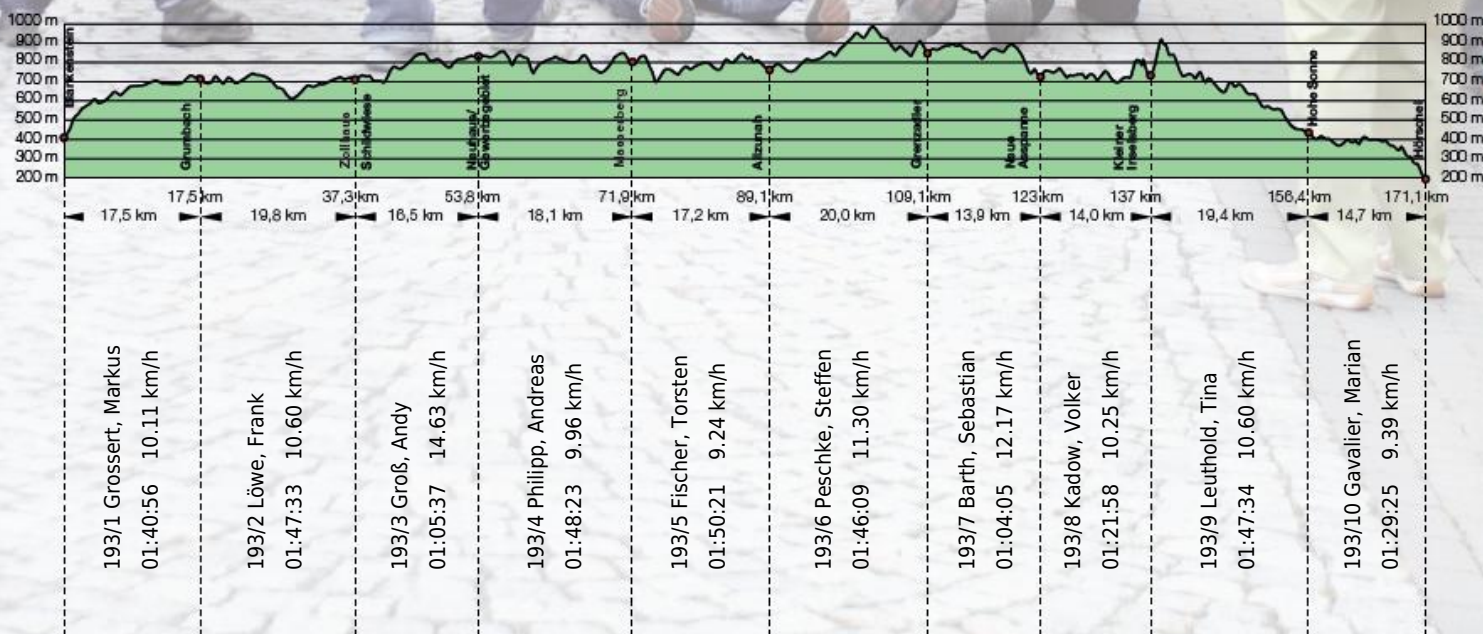 1000 m 1000 m
900 m 900 m
800 m 800 m
700 m 700 m
600 m 600 m
500 m 500 m
400 m 400 m
300 m 300 m
200 m 200 m
Grumbach
Schildwiese
Allzunah
Grenzadler
Neue
Kleiner
Inselsberg
Hohe Sonne
Hörschel
17,5 km 37,3 km 53,8 km 71,9 km 89,1 km 109,1 km 123 km 137 km 156,4 km 171,1 km
17,5 km 19,8 km 16,5 km 18,1 km 17,2 km 20,0 km 13,9 km 14,0 km 19,4 km 14,7 km
193/1 Grossert, Markus
01:40:56 10.11 km/h
193/2 Löwe, Frank
01:47:33 10.60 km/h
193/3 Groß, Andy
01:05:37 14.63 km/h
193/4 Philipp, Andreas
01:48:23 9.96 km/h
193/5 Fischer, Torsten
01:50:21 9.24 km/h
193/6 Peschke, Steffen
01:46:09 11.30 km/h
193/7 Barth, Sebastian
01:04:05 12.17 km/h
193/8 Kadow, Volker
01:21:58 10.25 km/h
193/9 Leuthold, Tina
01:47:34 10.60 km/h
193/10 Gavalier, Marian
01:29:25 9.39 km/h